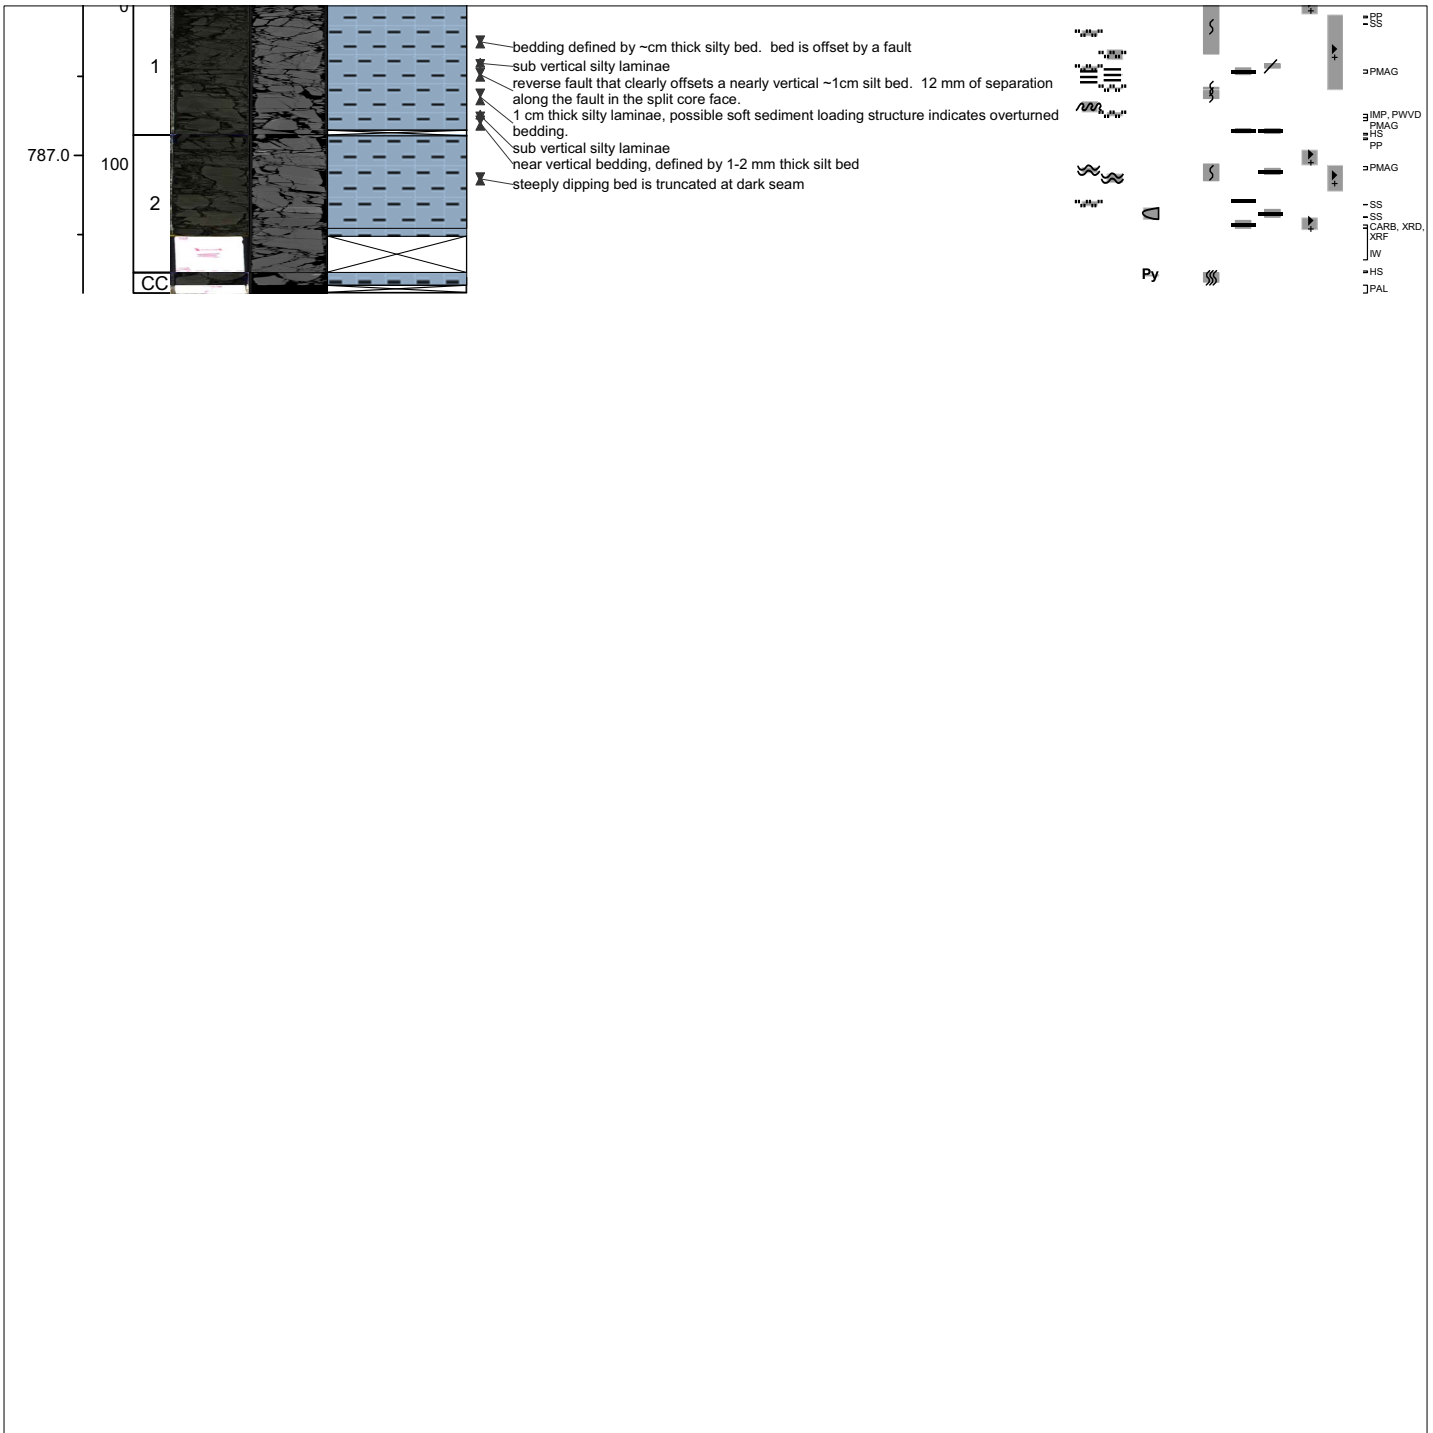 0
PP
SS
bedding defined by ~cm thick silty bed. bed is offset by a fault
1
sub vertical silty laminae
PMAG
reverse fault that clearly offsets a nearly vertical ~1cm silt bed. 12 mm of separation
along the fault in the split core face.
1 cm thick silty laminae, possible soft sediment loading structure indicates overturned
bedding.
IMP, PWVD
PMAG
HS
PP
sub vertical silty laminae
787.0
100
near vertical bedding, defined by 1-2 mm thick silt bed
PMAG
steeply dipping bed is truncated at dark seam
2
SS
SS
CARB, XRD,
XRF
IW
Py
HS
CC
PAL